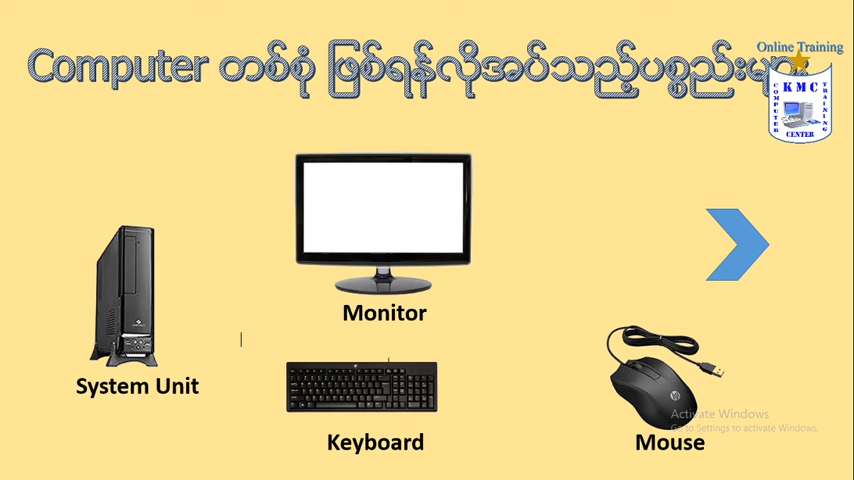 Computer တစ်စုံ ဖြစ်ရန်လိုအပ်သည့်ပစ္စည်းများ
Online Training
KMC
COMPUTER
TRAINING
CENTER
Monitor
System Unit
Keyboard
hp
Mouse
Activate Windows
Go to Settings to activate Windows.